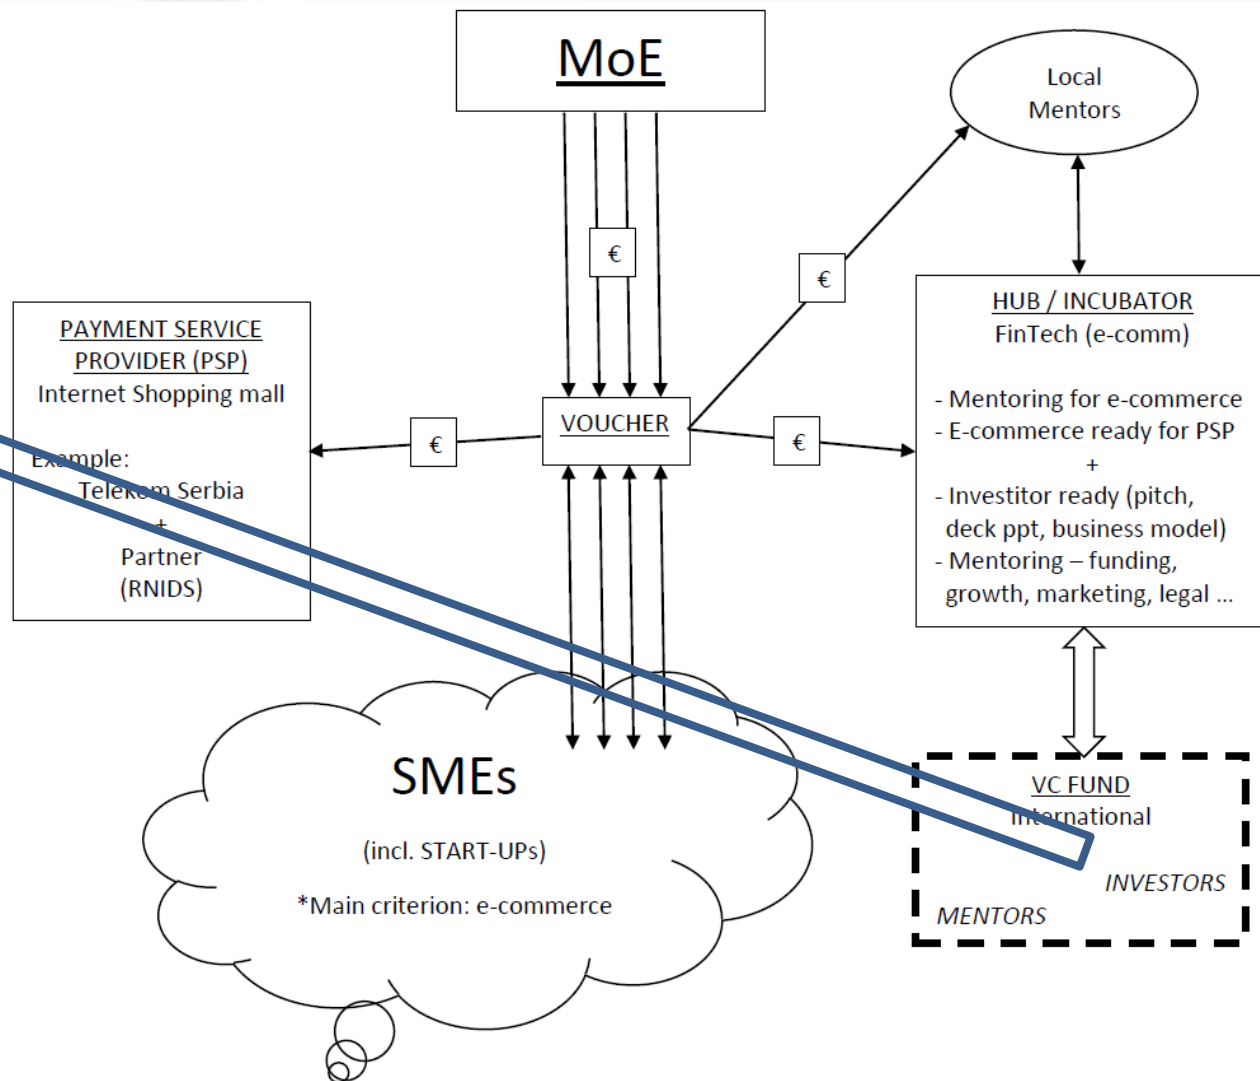 MoE
Local
Mentors
€
€
HUB / INCUBATOR
FinTech (e-comm)
- Mentoring for e-commerce
- E-commerce ready for PSP
+
- Investitor ready (pitch,
deck ppt, business model)
- Mentoring – funding,
growth, marketing, legal ...
PAYMENT SERVICE
PROVIDER (PSP)
Internet Shopping mall
Example:
Telekom Serbia
+
Partner
(RNIDS)
€
VOUCHER
€
SMEs
(incl. START-UPs)
*Main criterion: e-commerce
VC FUND
International
INVESTORS
MENTORS